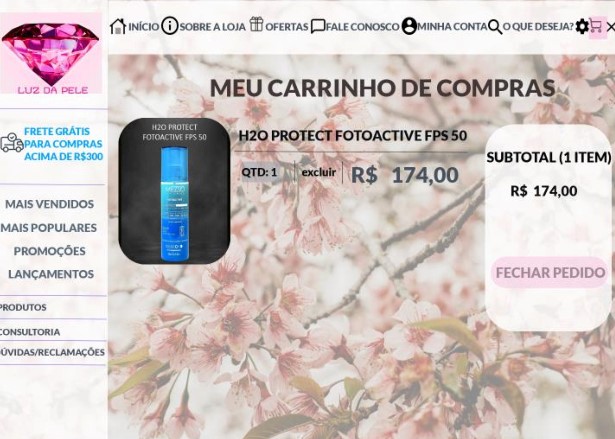 INÍCIO SOBRE A LOJA OFERTAS FALE CONOSCO MINHA CONTA O QUE DESEJA?
LUZ DA PELE
FRETE GRÁTIS
PARA COMPRAS
ACIMA DE R$300
MAIS VENDIDOS
MAIS POPULARES
PROMOÇÕES
LANÇAMENTOS
PRODUTOS
CONSULTORIA
ÚVIDAS/RECLAMAÇÕES
MEU CARRINHO DE COMPRAS
H2O PROTECT
FOTOACTIVE FPS 50
H2O PROTECT FOTOACTIVE FPS 50
QTD: 1 excluir R$ 174,00
SUBTOTAL (1 ITEM)
R$ 174,00
FECHAR PEDIDO